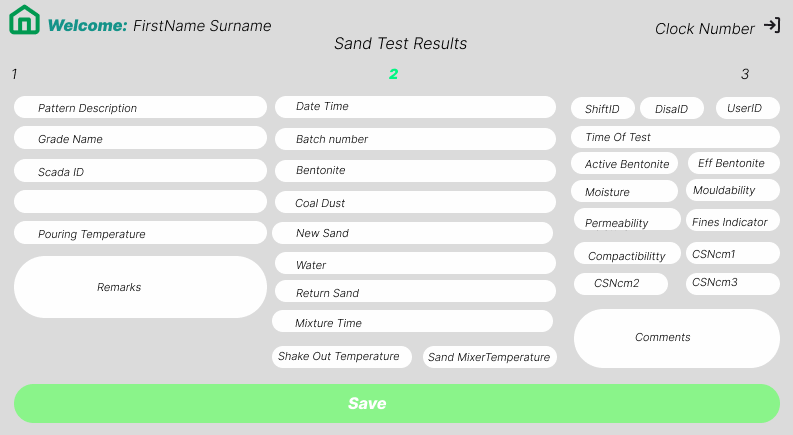 Welcome: FirstName Surname
Clock Number
Sand Test Results
1
2
3
Pattern Description
Grade Name
Scada ID
Pouring Temperature
Remarks
Date Time
Batch number
Bentonite
Coal Dust
New Sand
Water
Return Sand
Mixture Time
Shake Out Temperature
Sand MixerTemperature
ShiftID
DisaID
UserID
Time Of Test
Active Bentonite
Eff Bentonite
Moisture
Mouldability
Permeability
Fines Indicator
Compactibilitty
CSNcm1
CSNcm2
CSNcm3
Comments
Save